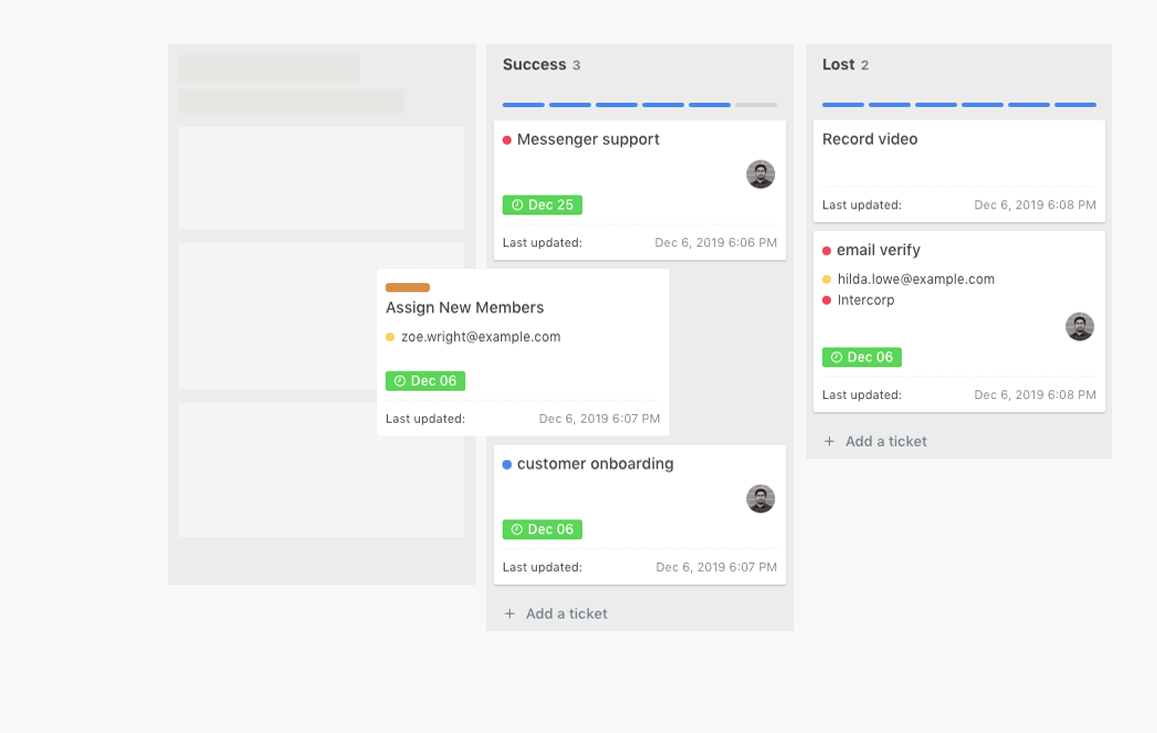 Success 3
Messenger support
Dec 25
Last updated: Dec 6, 2019 6:06 PM
Assign New Members
zoe.wright@example.com
Dec 06
Last updated: Dec 6, 2019 6:07 PM
customer onboarding
Dec 06
Last updated: Dec 6, 2019 6:07 PM
+ Add a ticket
Lost 2
Record video
Last updated: Dec 6, 2019 6:08 PM
email verify
hilda.lowe@example.com
Intercorp
Dec 06
Last updated: Dec 6, 2019 6:08 PM
+ Add a ticket